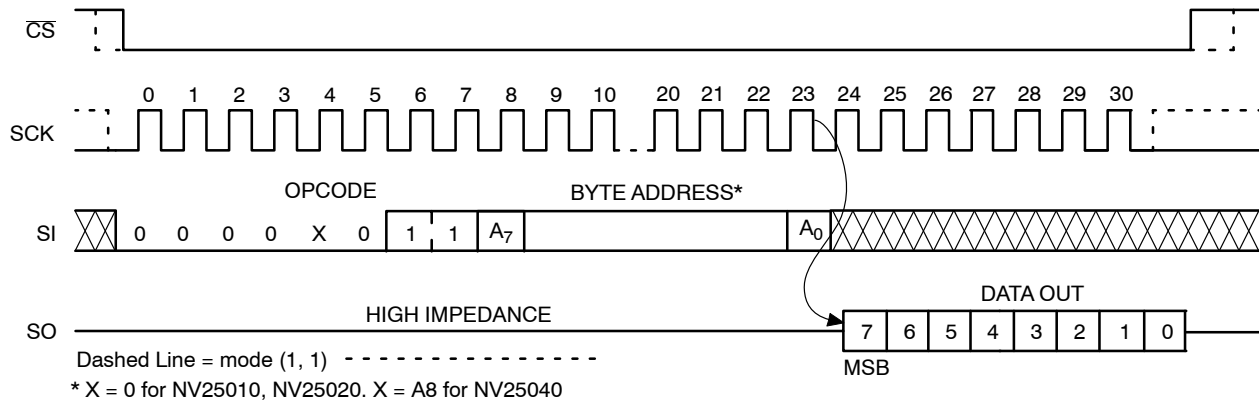 CS
0 1 2 3 4 5 6 7 8 9 10 20 21 22 23 24 25 26 27 28 29 30
SCK
OPCODE BYTE ADDRESS*
SI 0 0 0 0 X 0 1 1 A7 A0
DATA OUT
HIGH IMPEDANCE
SO 7 6 5 4 3 2 1 0
Dashed Line = mode (1, 1) - - - - - - - - - - - - - - -
MSB
* X = 0 for NV25010, NV25020. X = A8 for NV25040